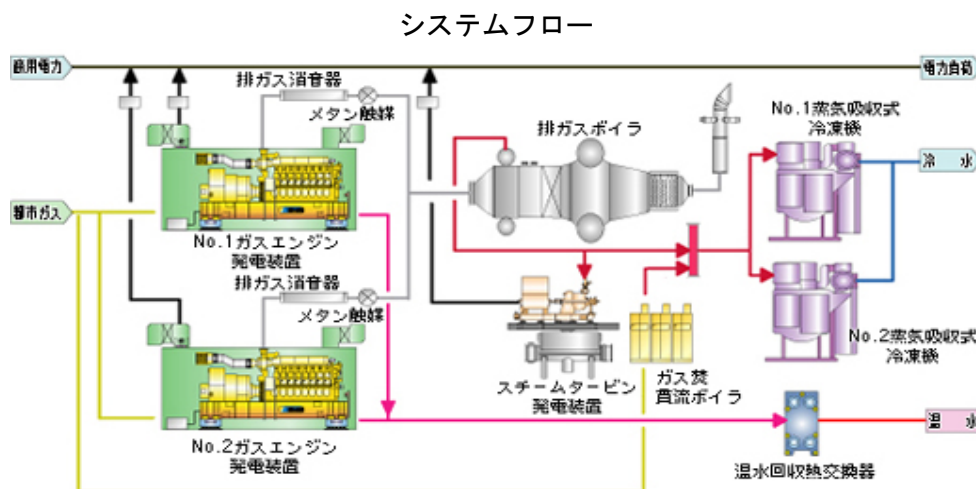 システムフロー
商用電力
電力負荷
排ガス消音器
メタン触媒
排ガスボイラ
No.1蒸気吸収式
冷凍機
冷 水
都市ガス
No.1ガスエンジン
発電装置
排ガス消音器
メタン触媒
No.2蒸気吸収式
冷凍機
スチームタービン
発電装置
ガス焚
貫流ボイラ
温 水
No.2ガスエンジン
発電装置
温水回収熱交換器